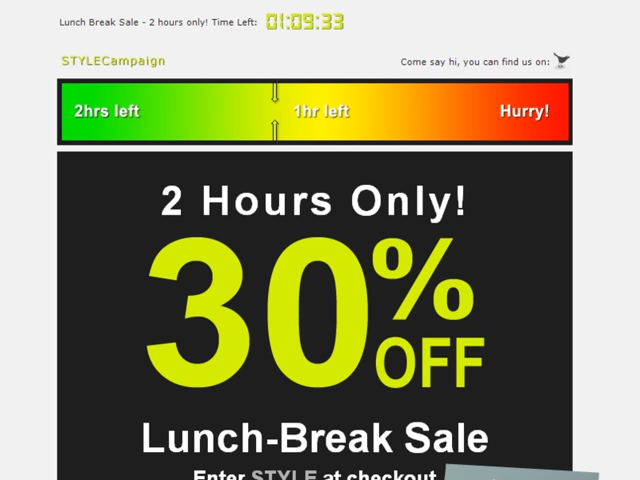 Lunch Break Sale - 2 hours only! Time Left: 01:09:33
STYLECampaign
Come say hi, you can find us on:
2hrs left 1hr left Hurry!
2 Hours Only!
30%
OFF
Lunch-Break Sale
Enter STYLE at checkout